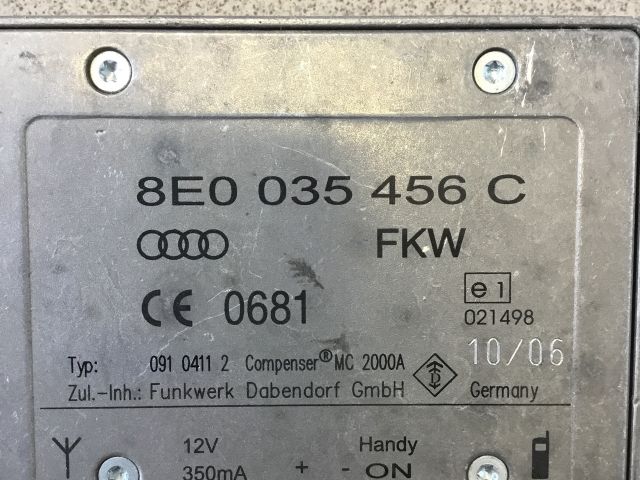 8E0 035 456 C
FKW
CE 0681
e1
021498
10/06
Typ: 091 0411 2 Compenser® MC 2000A
Zul.-Inh.: Funkwerk Dabendorf GmbH Germany
12V Handy
350mA + - ON